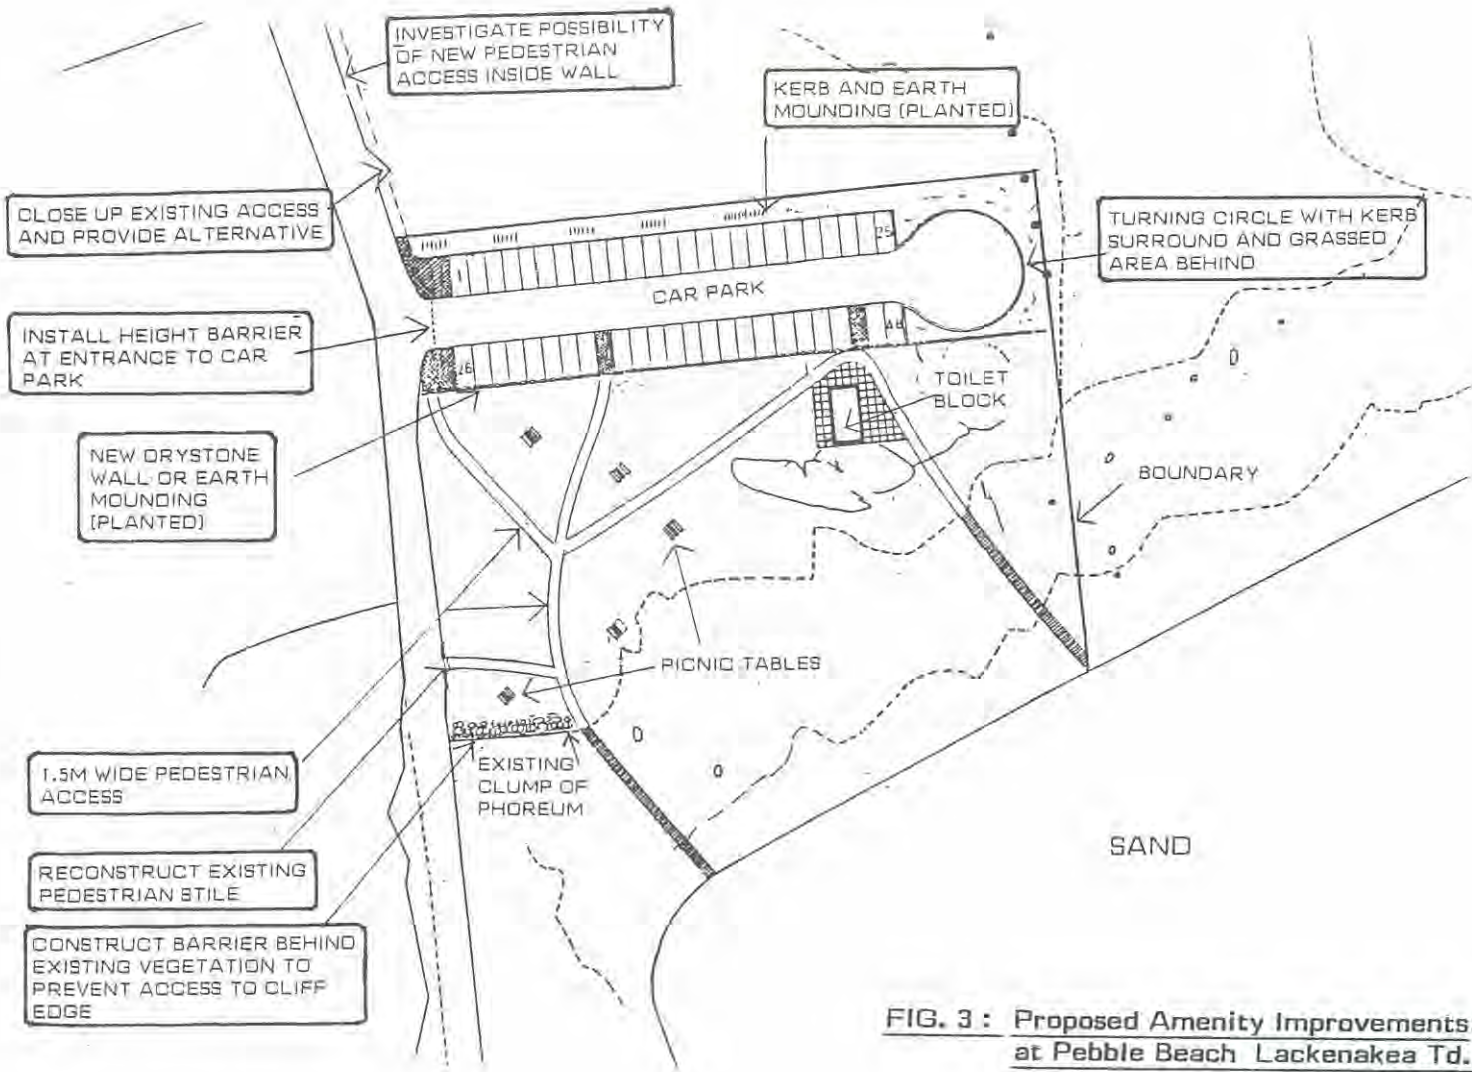 INVESTIGATE POSSIBILITY
OF NEW PEDESTRIAN
ACCESS INSIDE WALL
KERB AND EARTH
MOUNDING (PLANTED)
CLOSE UP EXISTING ACCESS
AND PROVIDE ALTERNATIVE
TURNING CIRCLE WITH KERB
SURROUND AND GRASSED
AREA BEHIND
25
CAR PARK
INSTALL HEIGHT BARRIER
AT ENTRANCE TO CAR
PARK
26
48
TOILET
BLOCK
NEW DRYSTONE
WALL OR EARTH
MOUNDING
(PLANTED)
BOUNDARY
PICNIC TABLES
1.5M WIDE PEDESTRIAN
ACCESS
EXISTING
CLUMP OF
PHOREUM
SAND
RECONSTRUCT EXISTING
PEDESTRIAN STILE
CONSTRUCT BARRIER BEHIND
EXISTING VEGETATION TO
PREVENT ACCESS TO CLIFF
EDGE
FIG. 3 : Proposed Amenity Improvements
at Pebble Beach Lackenakea Td.